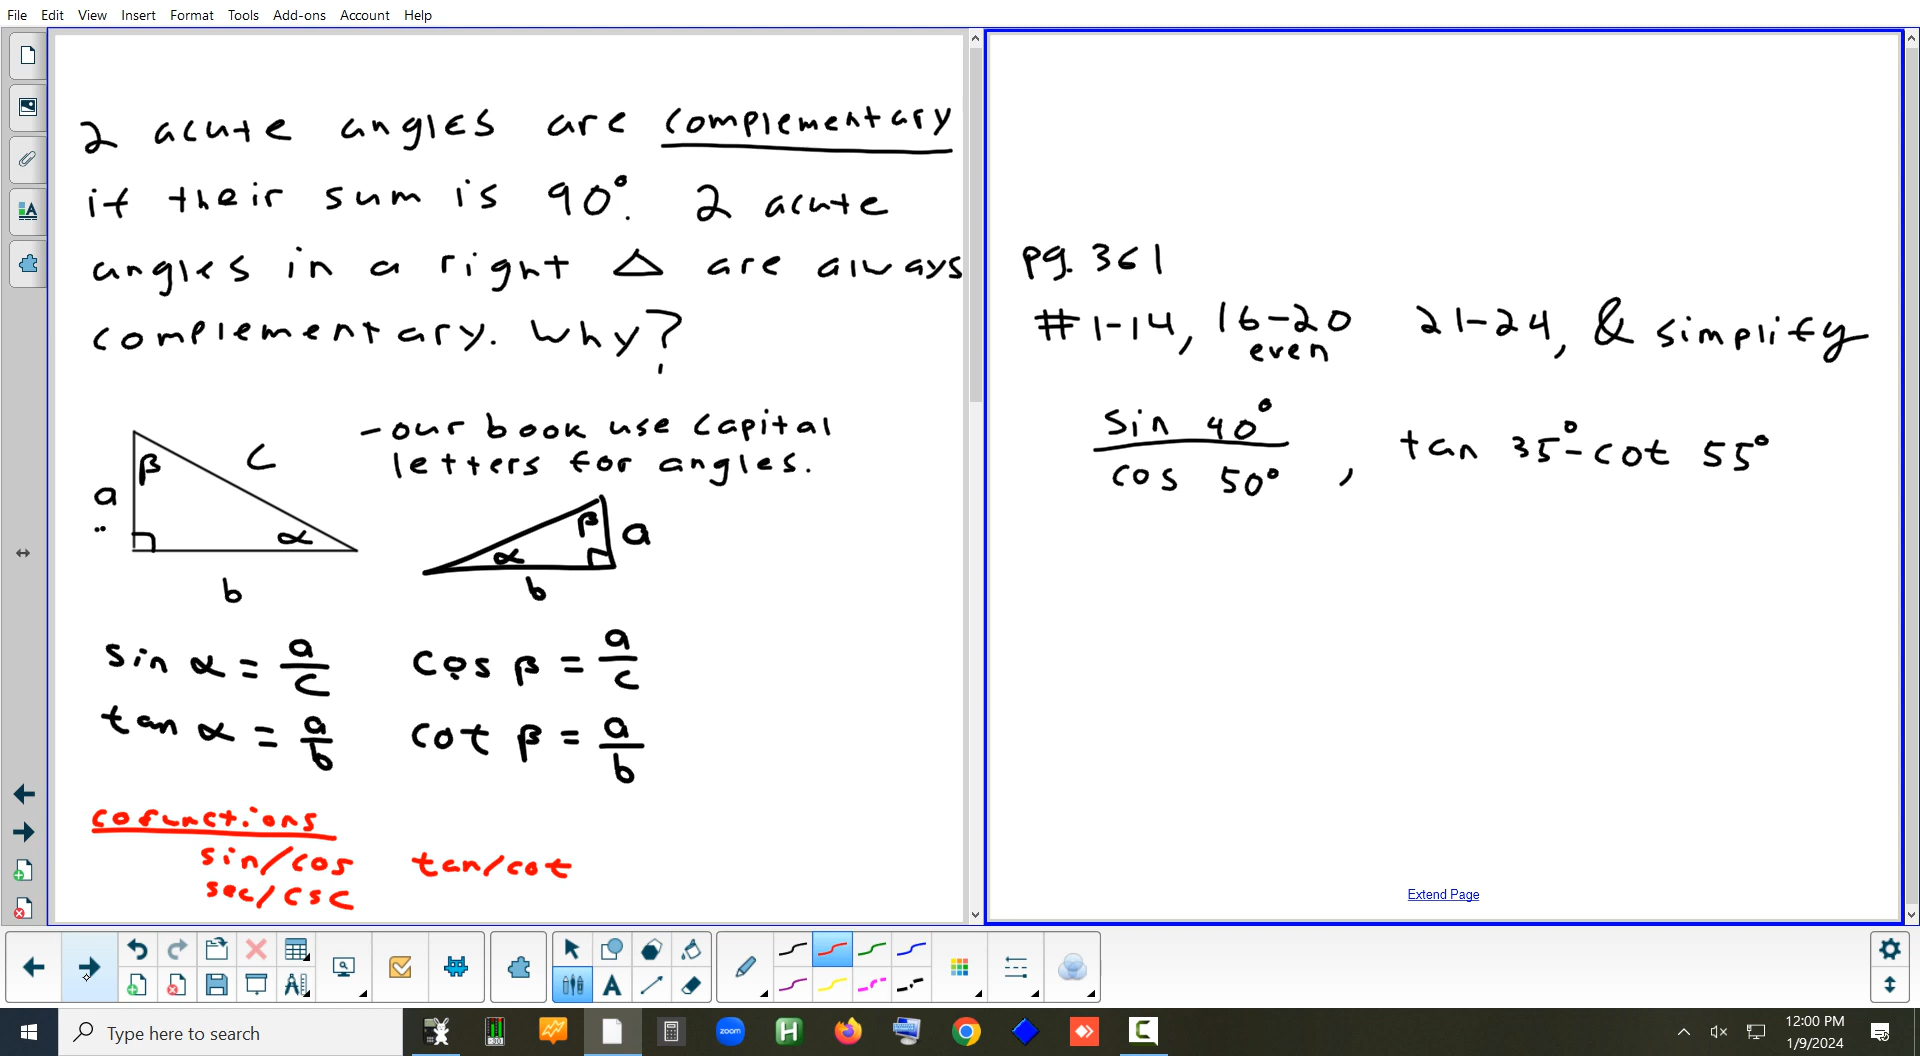 File Edit View Insert Format Tools Add-ons Account Help
2 acute angles are complementary
if their sum is 90°. 2 acute
angles in a right △ are always
complementary. Why?
- our book use capital
letters for angles.
β
c
a
α
b
β
a
α
b
sin α = a/c
cos β = a/c
tan α = a/b
cot β = a/b
cofunctions
sin/cos tan/cot
sec/csc
pg. 361
#1-14, 16-20 21-24, & simplify
even
sin 40°/cos 50°, tan 35° - cot 55°
Extend Page
Type here to search
zoom
12:00 PM
1/9/2024